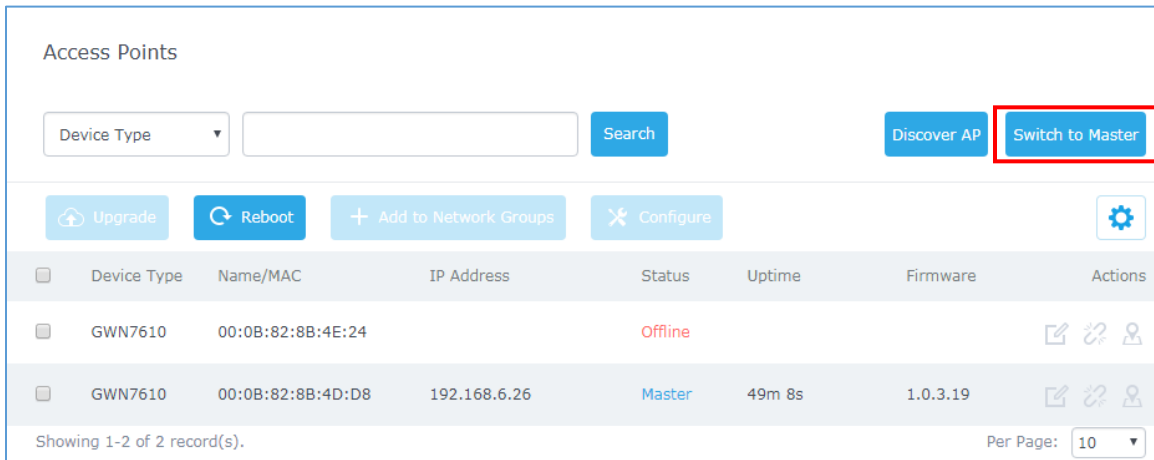 Access Points
Device Type Search Discover AP Switch to Master
Upgrade Reboot + Add to Network Groups Configure
Device Type Name/MAC IP Address Status Uptime Firmware Actions
GWN7610 00:0B:82:8B:4E:24 Offline
GWN7610 00:0B:82:8B:4D:D8 192.168.6.26 Master 49m 8s 1.0.3.19
Showing 1-2 of 2 record(s). Per Page: 10